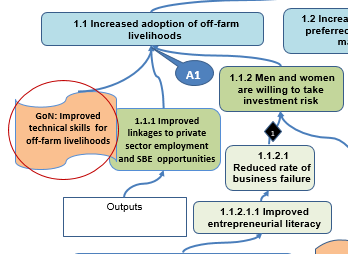 1.1 Increased adoption of off-farm
livelihoods
1.2 Increa
preferred
ma
A1
1.1.2 Men and women
are willing to take
investment risk
GoN: Improved
technical skills for
off-farm livelihoods
1.1.1 Improved
linkages to private
sector employment
and SBE opportunities
1
1.1.2.1
Reduced rate of
business failure
Outputs
1.1.2.1.1 Improved
entrepreneurial literacy